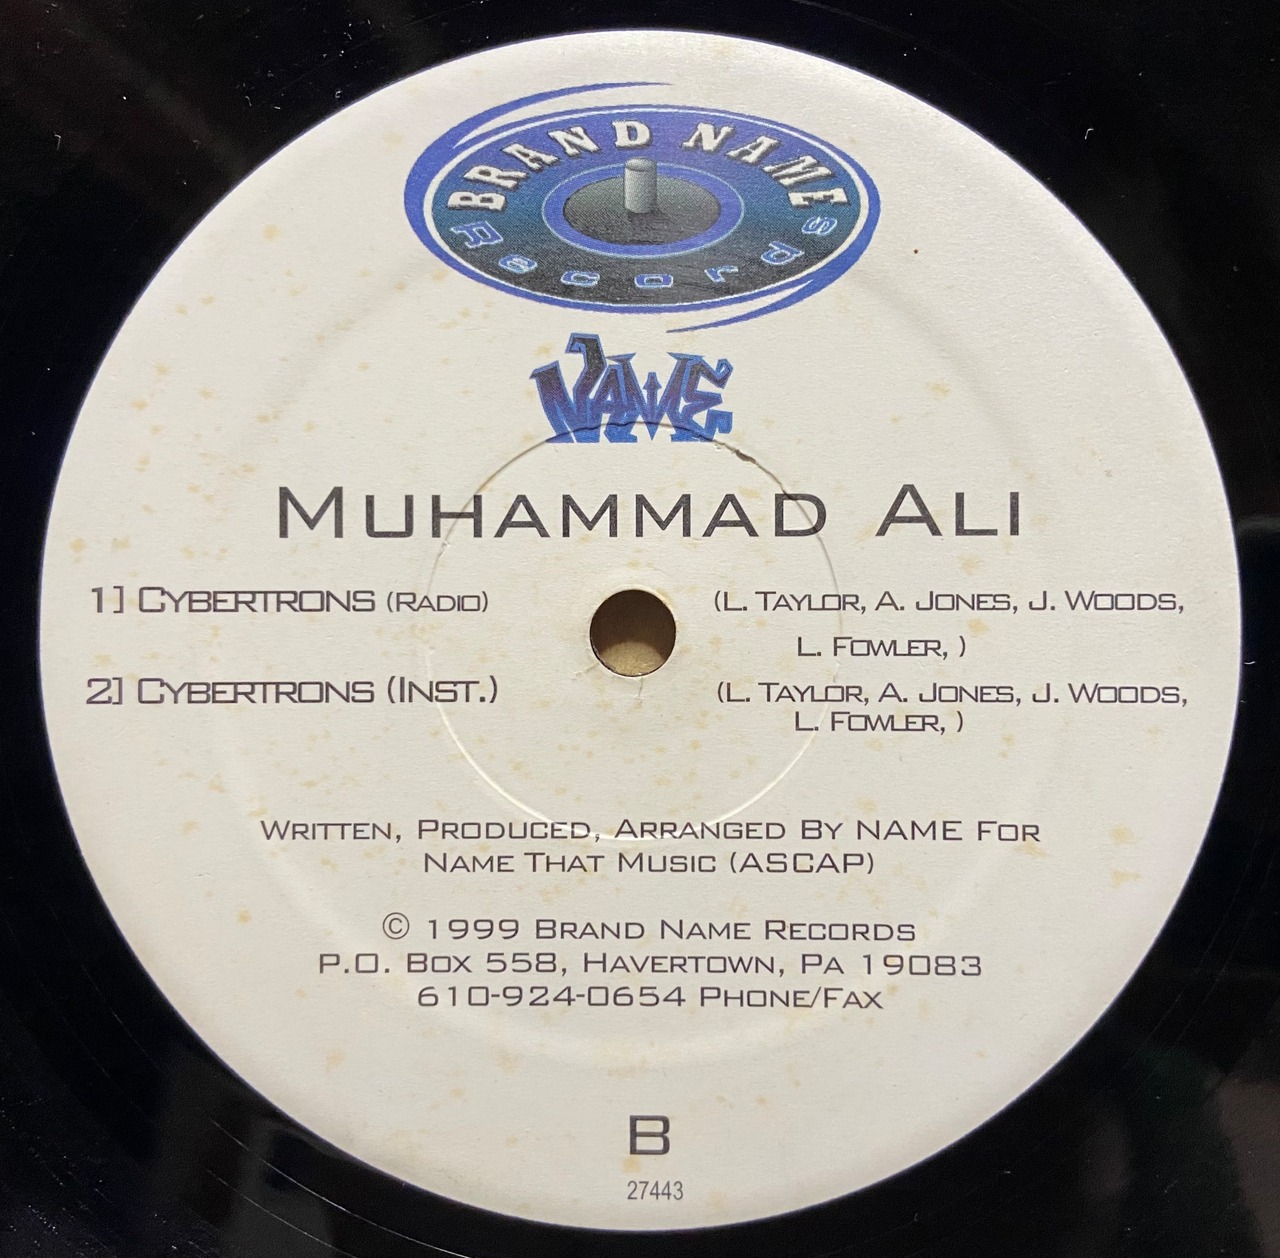 BRAND NAME
Records
NAME
MUHAMMAD ALI
1] CYBERTRONS (RADIO) (L. TAYLOR, A. JONES, J. WOODS,
L. FOWLER, )
2] CYBERTRONS (INST.) (L. TAYLOR, A. JONES, J. WOODS,
L. FOWLER, )
WRITTEN, PRODUCED, ARRANGED BY NAME FOR
NAME THAT MUSIC (ASCAP)
© 1999 BRAND NAME RECORDS
P.O. BOX 558, HAVERTOWN, PA 19083
610-924-0654 PHONE/FAX
B
27443